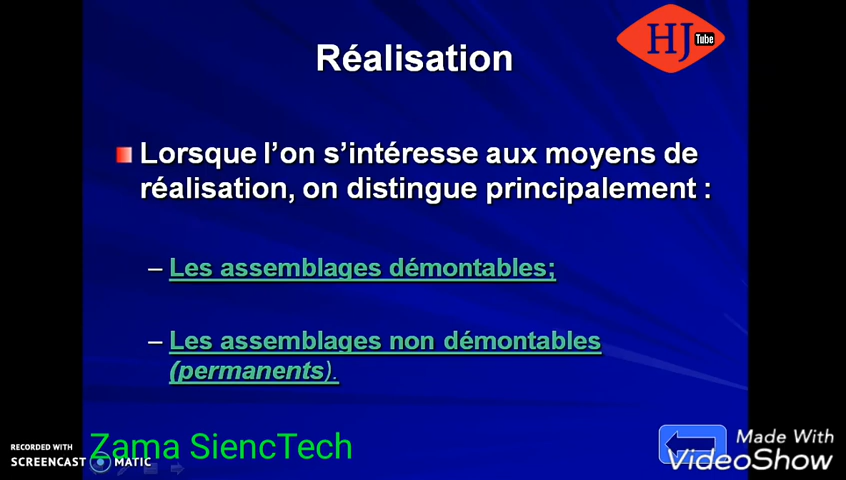 HJ Tube
Réalisation
Lorsque l'on s'intéresse aux moyens de
réalisation, on distingue principalement :
– Les assemblages démontables;
– Les assemblages non démontables
(permanents).
Zama SiencTech
RECORDED WITH
SCREENCAST MATIC
Made With
VideoShow